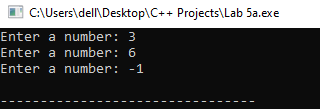 C:\Users\dell\Desktop\C++ Projects\Lab 5a.exe
Enter a number: 3
Enter a number: 6
Enter a number: -1
--------------------------------